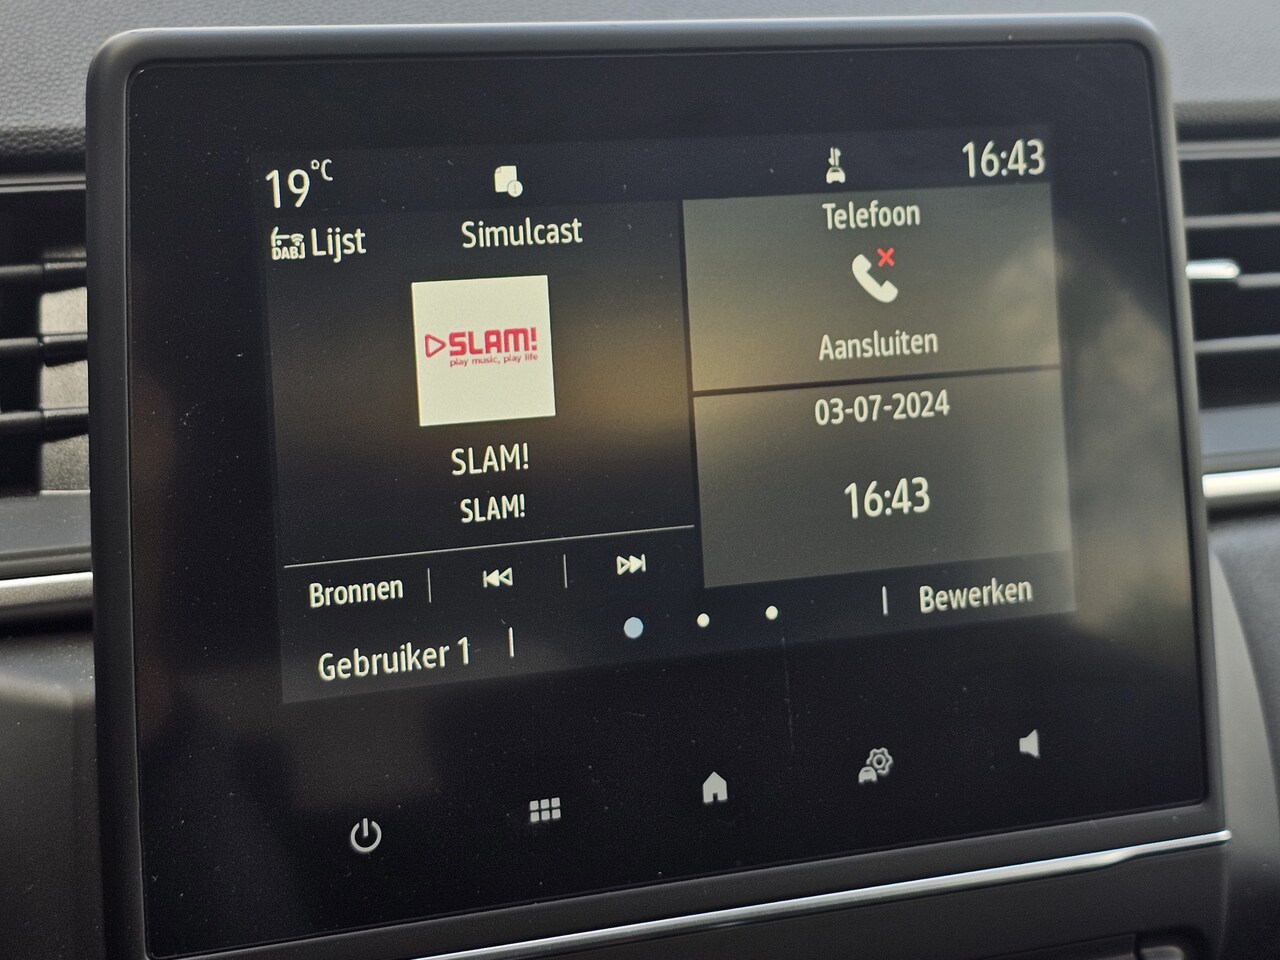 19°C
16:43
DAB
Lijst
Simulcast
SLAM!
play music, play life
SLAM!
SLAM!
Bronnen
Telefoon
Aansluiten
03-07-2024
16:43
Gebruiker 1
Bewerken